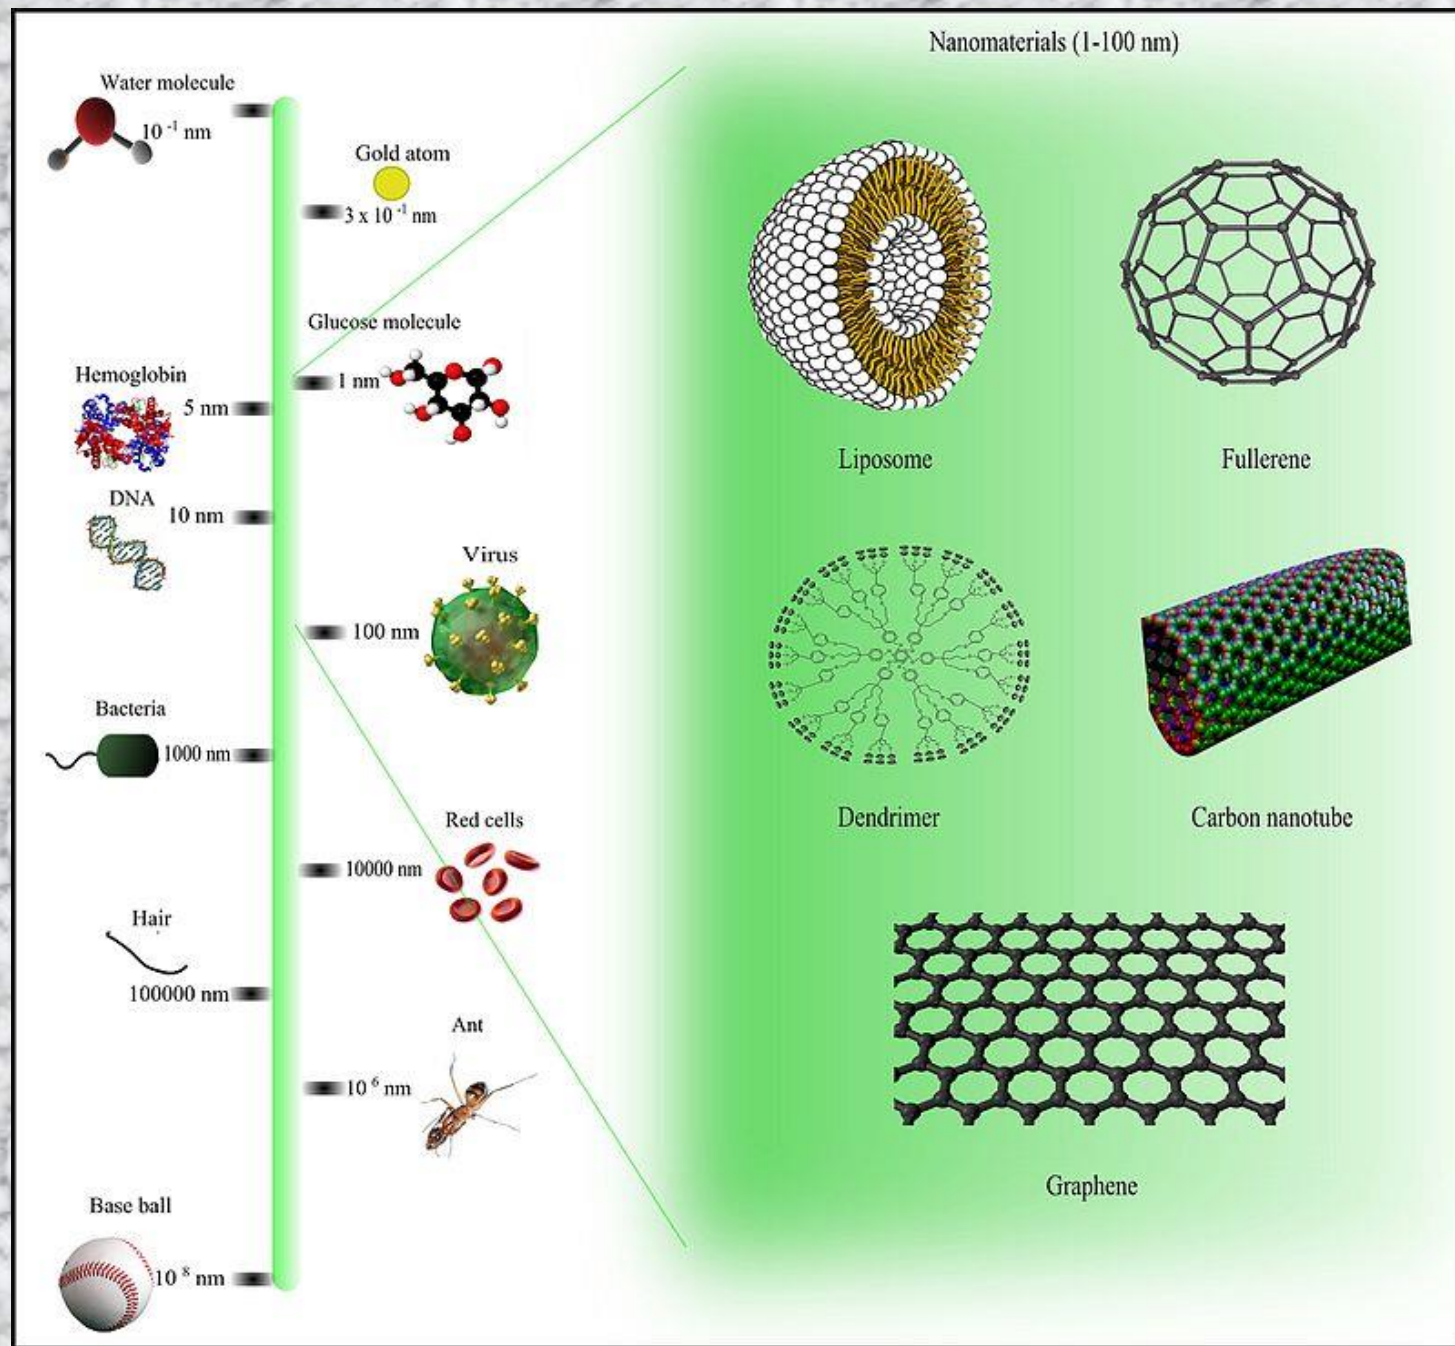 Nanomaterials (1-100 nm)
Water molecule
10⁻¹ nm
Gold atom
3 x 10⁻¹ nm
Glucose molecule
1 nm
Hemoglobin
5 nm
DNA
10 nm
Virus
100 nm
Bacteria
1000 nm
Red cells
10000 nm
Hair
100000 nm
Ant
10⁶ nm
Base ball
10⁸ nm
Liposome
Fullerene
Dendrimer
Carbon nanotube
Graphene